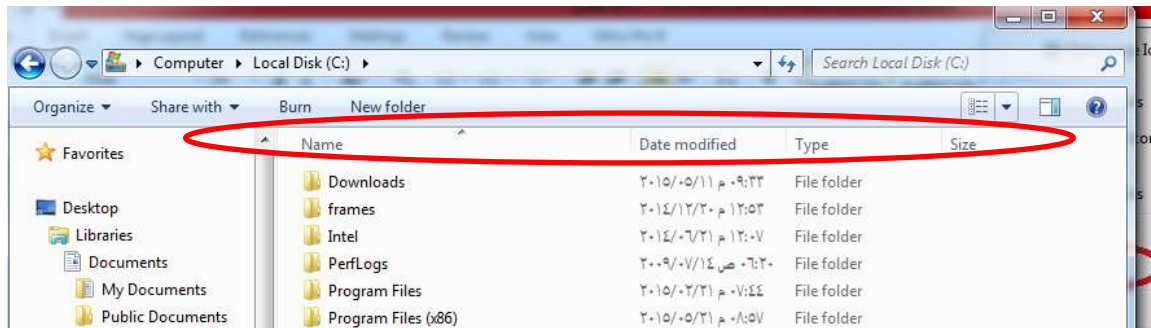 Computer Local Disk (C:) Search Local Disk (C:)
Organize Share with Burn New folder
Favorites Name Date modified Type Size
Downloads ٠٩:٣٣ م ٢٠١٥/٠٥/١١ File folder
Desktop frames ١٢:٥٣ م ٢٠١٤/١٢/٢٠ File folder
Libraries Intel ١٢:٠٧ م ٢٠١٤/٠٦/٢١ File folder
Documents PerfLogs ٠٦:٢٠ ص ٢٠٠٩/٠٧/١٤ File folder
My Documents Program Files ٠٧:٤٤ م ٢٠١٥/٠٢/٢١ File folder
Public Documents Program Files (x86) ٠٨:٥٧ م ٢٠١٥/٠٥/٢١ File folder